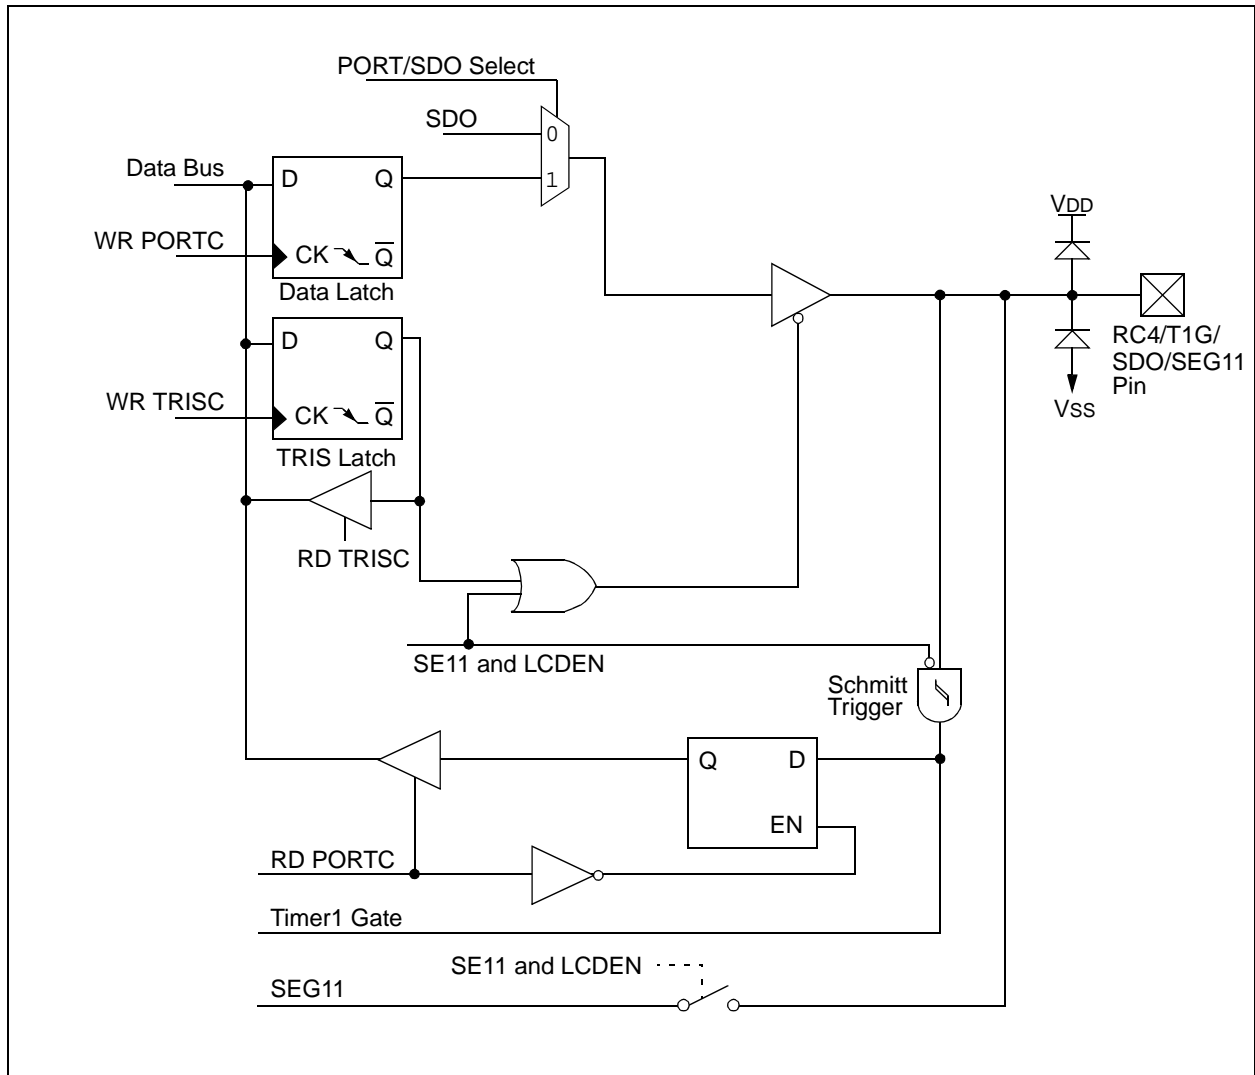 PORT/SDO Select
SDO
0
1
Data Bus
D Q
WR PORTC
CK Q
Data Latch
D Q
WR TRISC
CK Q
TRIS Latch
RD TRISC
VDD
RC4/T1G/
SDO/SEG11
Pin
VSS
SE11 and LCDEN
Schmitt
Trigger
Q D
EN
RD PORTC
Timer1 Gate
SE11 and LCDEN
SEG11